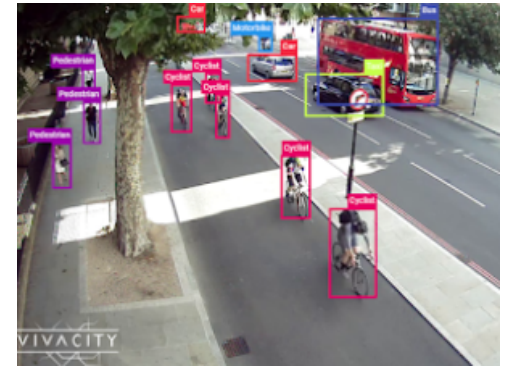 Car
Bus
Motorbike
Car
Pedestrian
Cyclist
Cyclist
Cyclist
Pedestrian
Pedestrian
Cyclist
Cyclist
VIVACITY